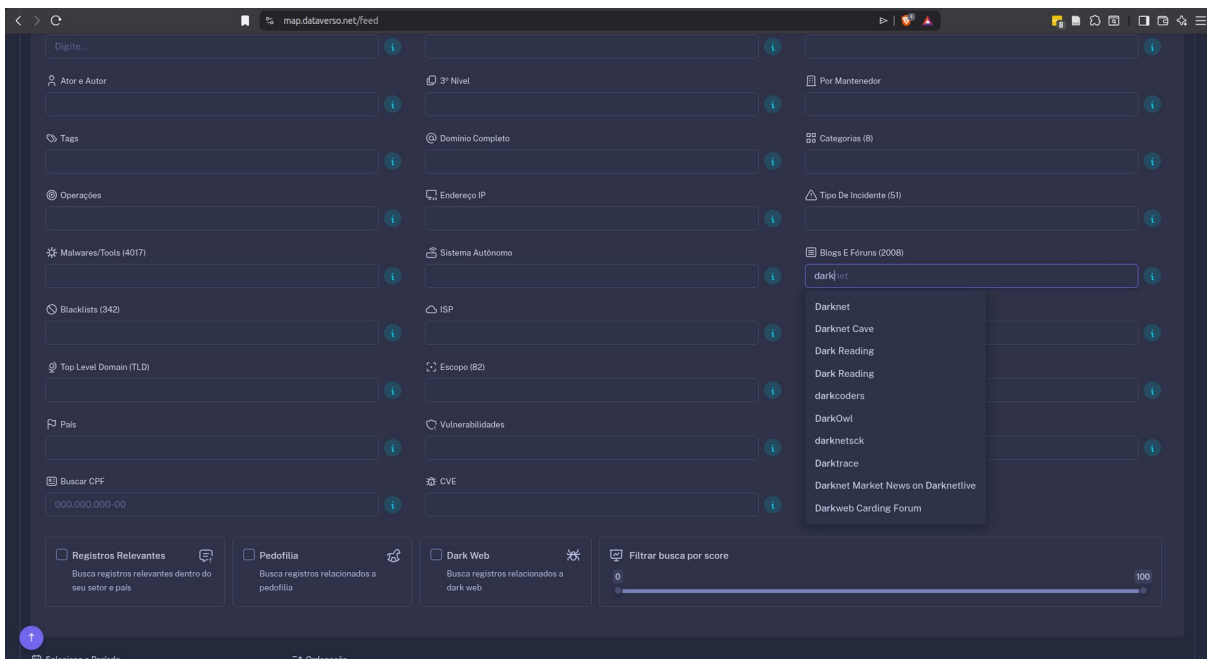 map.dataverso.net/feed
8
Digite...
Ator e Autor
3º Nível
Por Mantenedor
Tags
Domínio Completo
Categorias (8)
Operações
Endereço IP
Tipo De Incidente (51)
Malwares/Tools (4017)
Sistema Autônomo
Blogs E Fóruns (2008)
darknet
Blacklists (342)
ISP
Darknet
Darknet Cave
Dark Reading
Top Level Domain (TLD)
Escopo (82)
Dark Reading
darkcoders
DarkOwl
País
Vulnerabilidades
darknetsck
Darktrace
Buscar CPF
CVE
Darknet Market News on Darknetlive
000.000.000-00
Darkweb Carding Forum
Registros Relevantes
Busca registros relevantes dentro do
seu setor e país
Pedofilia
Busca registros relacionados a
pedofilia
Dark Web
Busca registros relacionados a
dark web
Filtrar busca por score
0
100